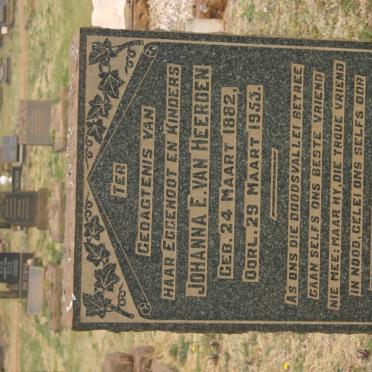 TER
GEDAGTENIS VAN
HAAR EGGENOOT EN KINDERS
JOHANNA E. VAN HEERDEN
GEB. 24 MAART 1882,
OORL. 29 MAART 1953.
AS ONS DIE DOODSVALLEI BETREE
GAAN SELFS ONS BESTE VRIEND
NIE MEE: MAAR HY, DIE TROUE VRIEND
IN NOOD, GELEI ONS SELFS OOR